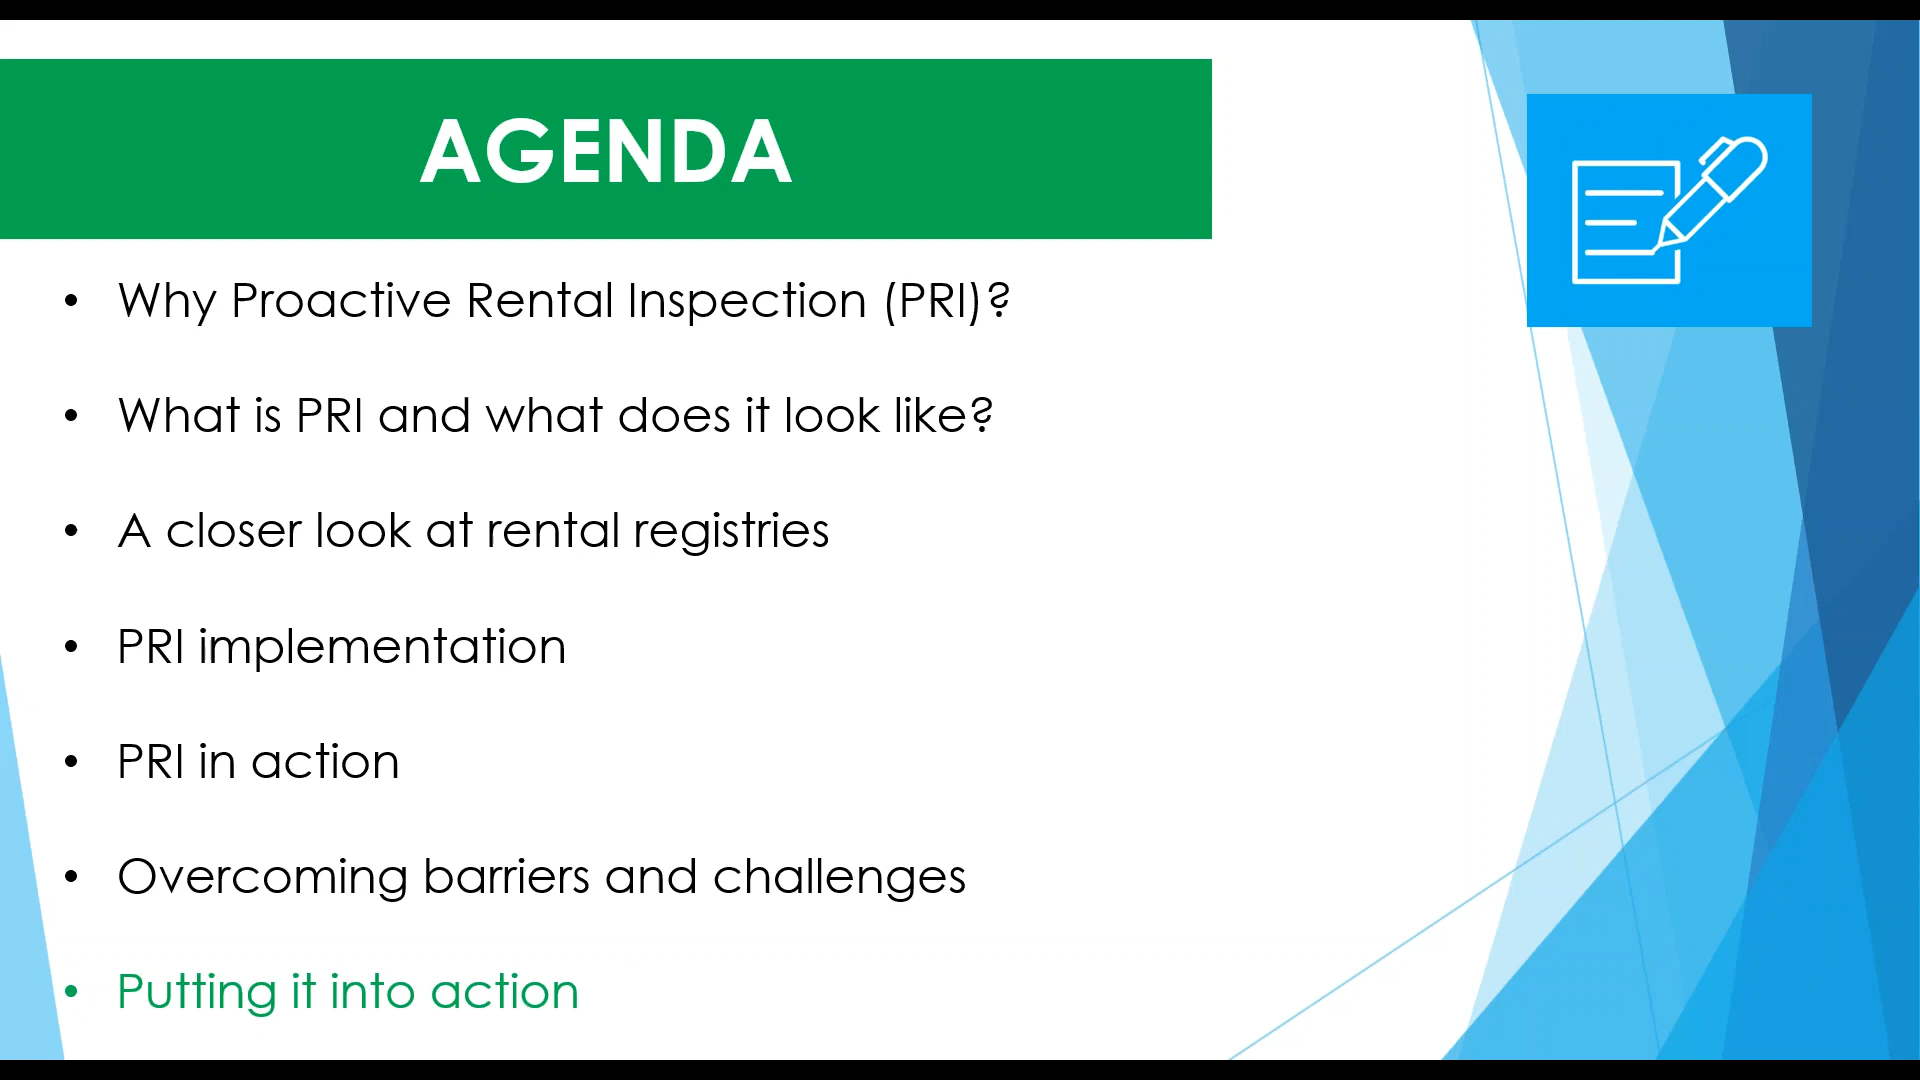 AGENDA
• Why Proactive Rental Inspection (PRI)?
• What is PRI and what does it look like?
• A closer look at rental registries
• PRI implementation
• PRI in action
• Overcoming barriers and challenges
• Putting it into action